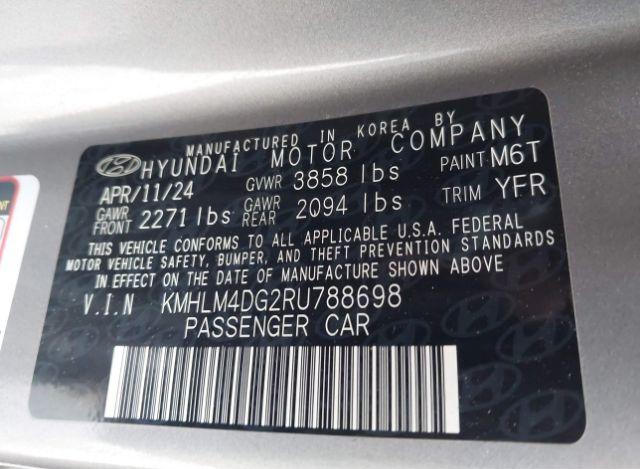 MANUFACTURED IN KOREA BY
HYUNDAI MOTOR COMPANY
APR/11/24 GVWR 3858 lbs PAINT M6T
GAWR FRONT 2271 lbs GAWR REAR 2094 lbs TRIM YFR
THIS VEHICLE CONFORMS TO ALL APPLICABLE U.S.A. FEDERAL
MOTOR VEHICLE SAFETY, BUMPER, AND THEFT PREVENTION STANDARDS
IN EFFECT ON THE DATE OF MANUFACTURE SHOWN ABOVE.
V.I.N KMHLM4DG2RU788698
PASSENGER CAR